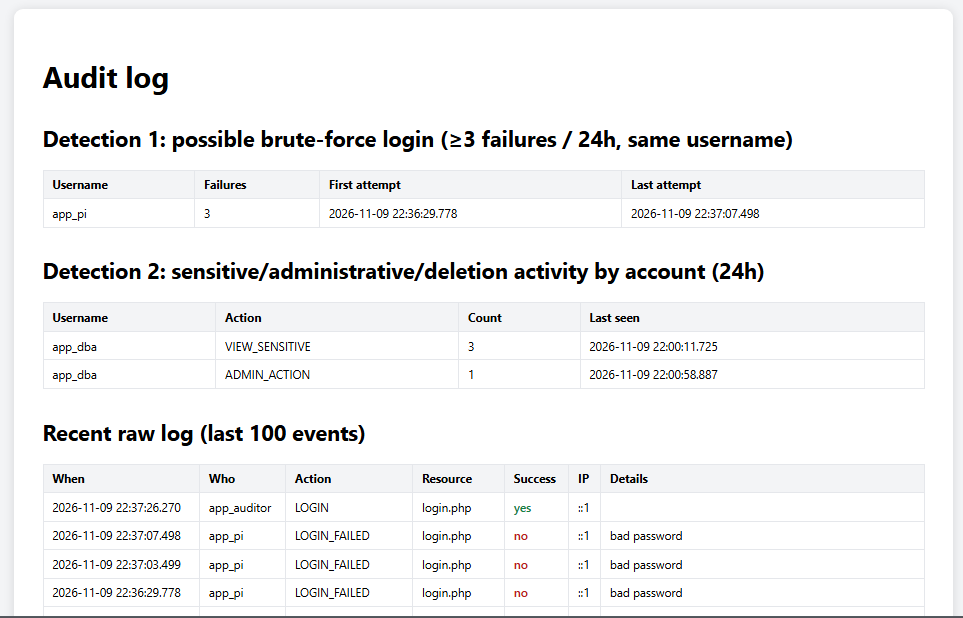 Audit log
Detection 1: possible brute-force login (≥3 failures / 24h, same username)
Username Failures First attempt Last attempt
app_pi 3 2026-11-09 22:36:29.778 2026-11-09 22:37:07.498
Detection 2: sensitive/administrative/deletion activity by account (24h)
Username Action Count Last seen
app_dba VIEW_SENSITIVE 3 2026-11-09 22:00:11.725
app_dba ADMIN_ACTION 1 2026-11-09 22:00:58.887
Recent raw log (last 100 events)
When Who Action Resource Success IP Details
2026-11-09 22:37:26.270 app_auditor LOGIN login.php yes ::1
2026-11-09 22:37:07.498 app_pi LOGIN_FAILED login.php no ::1 bad password
2026-11-09 22:37:03.499 app_pi LOGIN_FAILED login.php no ::1 bad password
2026-11-09 22:36:29.778 app_pi LOGIN_FAILED login.php no ::1 bad password